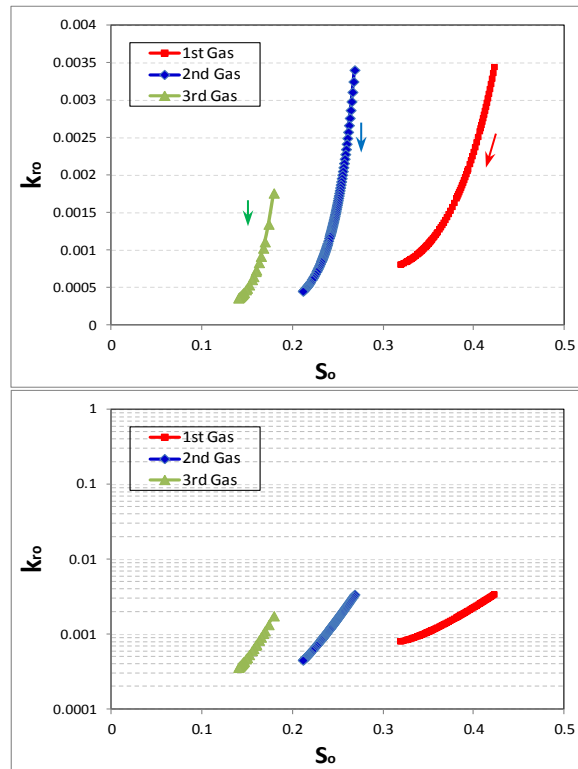 0.004
0.0035
0.003
0.0025
0.002
0.0015
0.001
0.0005
0
kro
1st Gas
2nd Gas
3rd Gas
0 0.1 0.2 0.3 0.4 0.5
So
1
0.1
0.01
0.001
0.0001
kro
1st Gas
2nd Gas
3rd Gas
0 0.1 0.2 0.3 0.4 0.5
So